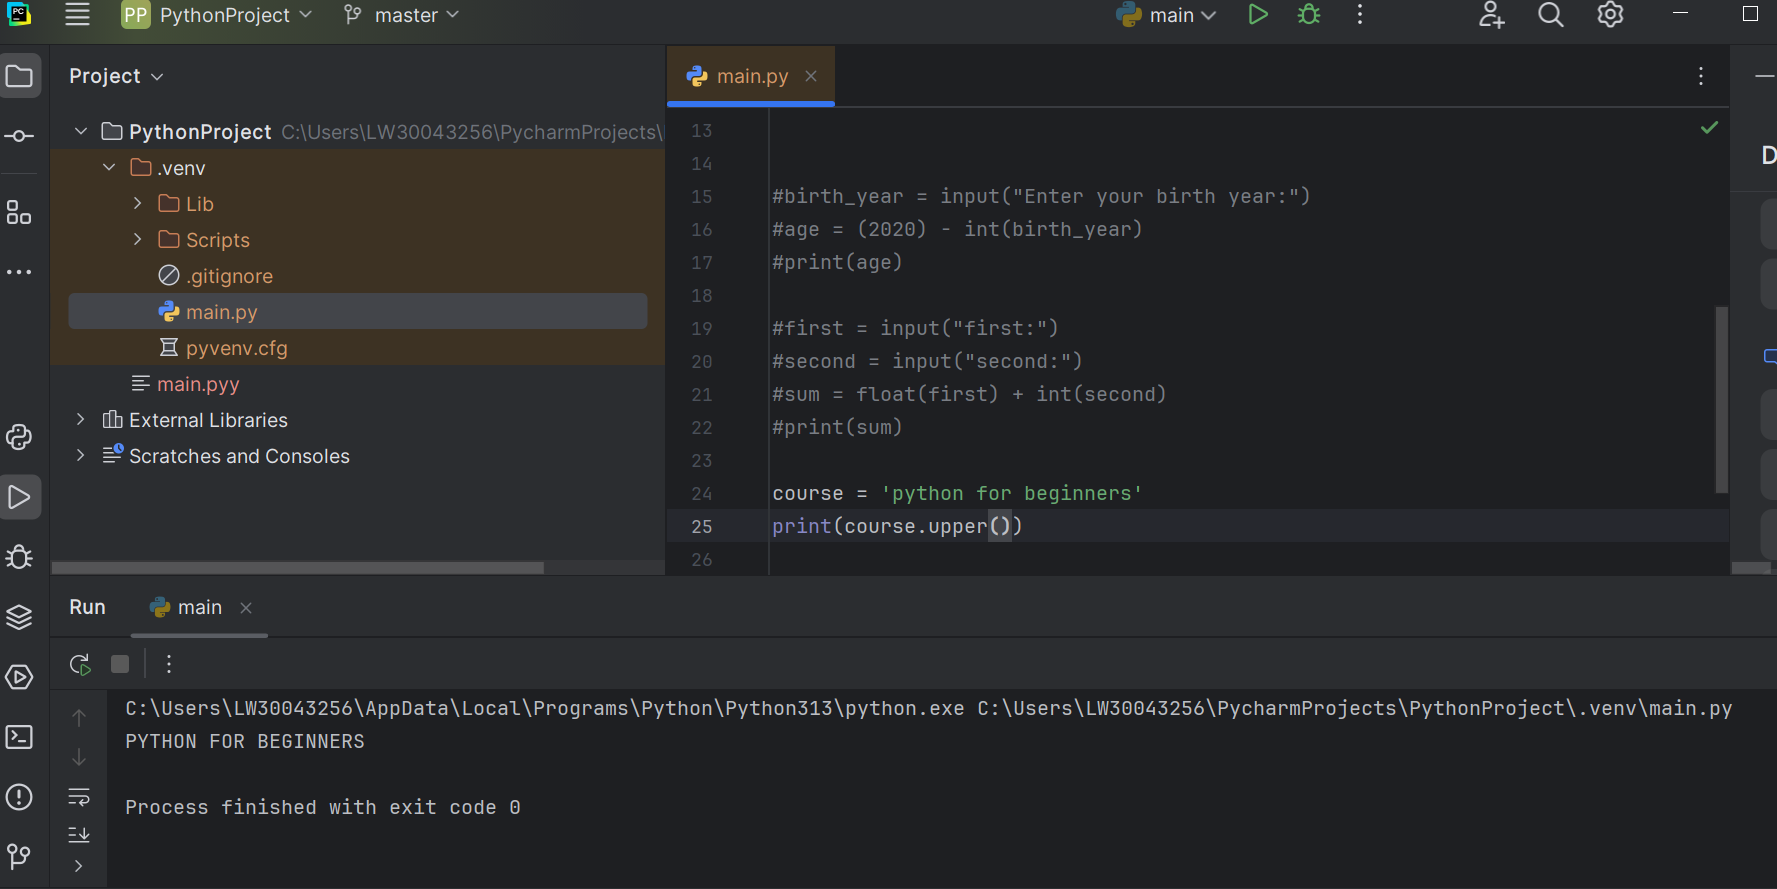 PC
PP PythonProject master main
Project
main.py
PythonProject C:\Users\LW30043256\PycharmProjects\
.venv
Lib
Scripts
.gitignore
main.py
pyvenv.cfg
main.pyy
External Libraries
Scratches and Consoles
13
14
15 #birth_year = input("Enter your birth year:")
16 #age = (2020) - int(birth_year)
17 #print(age)
18
19 #first = input("first:")
20 #second = input("second:")
21 #sum = float(first) + int(second)
22 #print(sum)
23
24 course = 'python for beginners'
25 print(course.upper())
26
D
Run main
C:\Users\LW30043256\AppData\Local\Programs\Python\Python313\python.exe C:\Users\LW30043256\PycharmProjects\PythonProject\.venv\main.py
PYTHON FOR BEGINNERS
Process finished with exit code 0